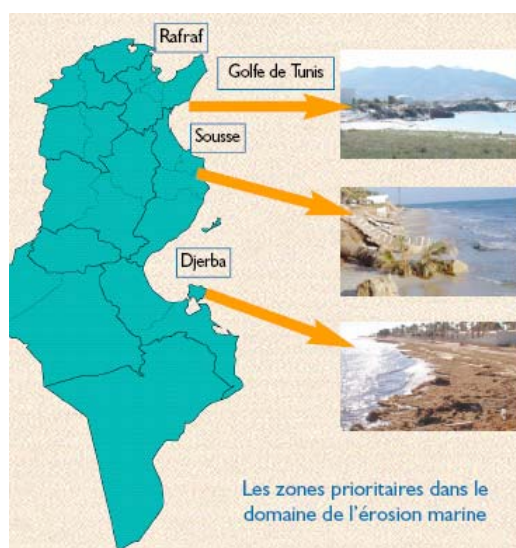 Rafraf
Golfe de Tunis
Sousse
Djerba
Les zones prioritaires dans le
domaine de l'érosion marine